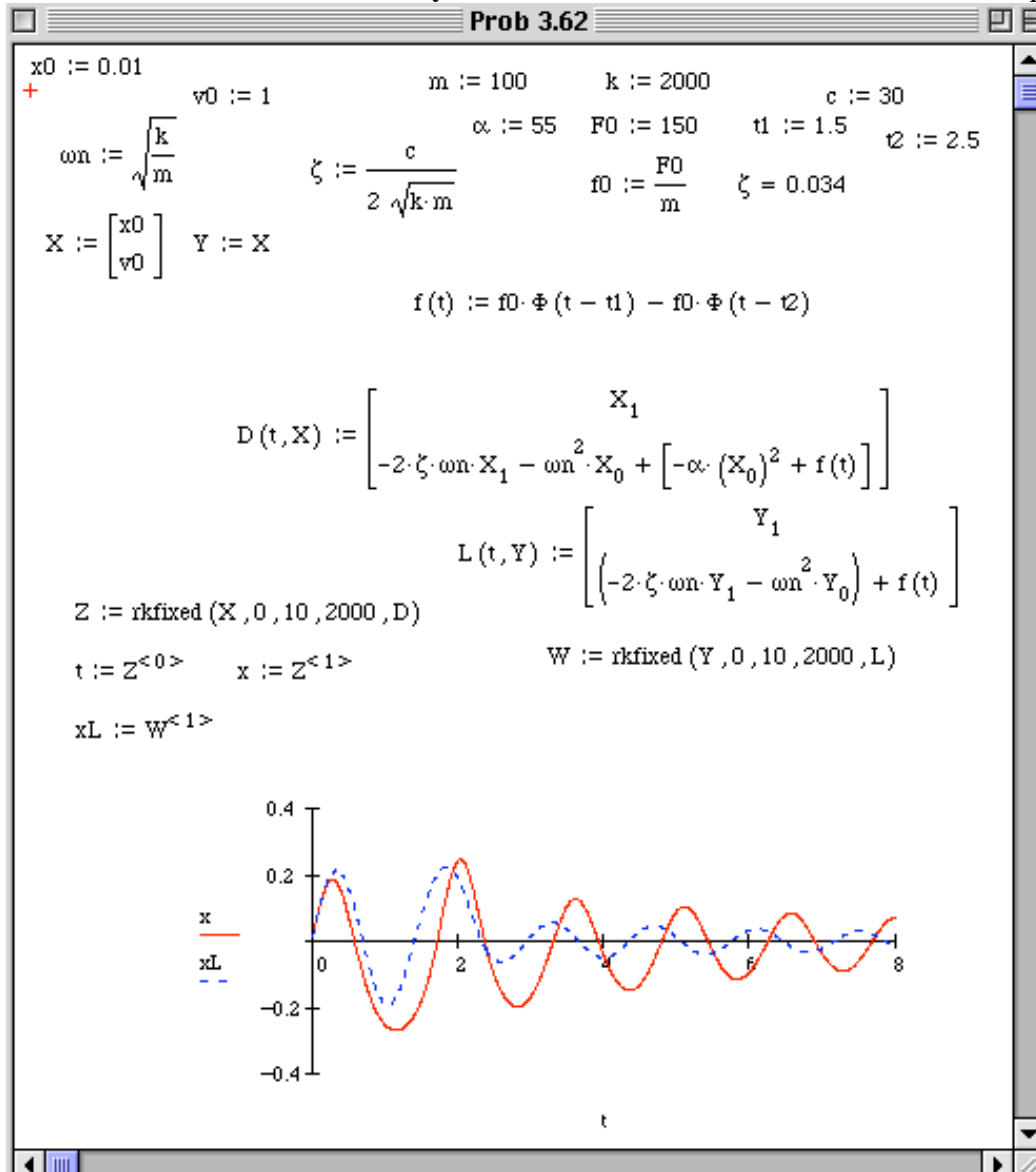 Prob 3.62
x0 := 0.01
v0 := 1
m := 100 k := 2000 c := 30
α := 55 F0 := 150 t1 := 1.5 t2 := 2.5
ωn := √(k/m) ζ := c/(2 √(k·m)) f0 := F0/m ζ = 0.034
X := [x0 v0] Y := X
f(t) := f0·Φ(t − t1) − f0·Φ(t − t2)
D(t,X) := [X₁ −2·ζ·ωn·X₁ − ωn²·X₀ + [−α·(X₀)² + f(t)]]
L(t,Y) := [Y₁ (−2·ζ·ωn·Y₁ − ωn²·Y₀) + f(t)]
Z := rkfixed(X,0,10,2000,D)
t := Z^<0> x := Z^<1> W := rkfixed(Y,0,10,2000,L)
xL := W^<1>
0.4
0.2
x
xL
0 2 4 6 8
−0.2
−0.4
t